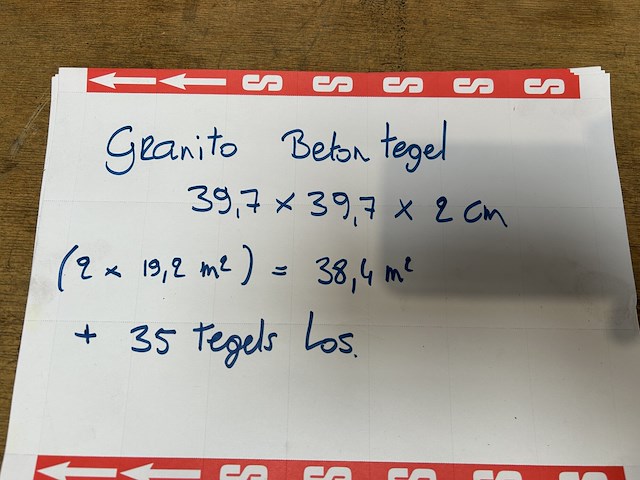 S S S S S
Granito Beton tegel
39,7 x 39,7 x 2 cm
(2 x 19,2 m²) = 38,4 m²
+ 35 tegels Los.
S S S S S